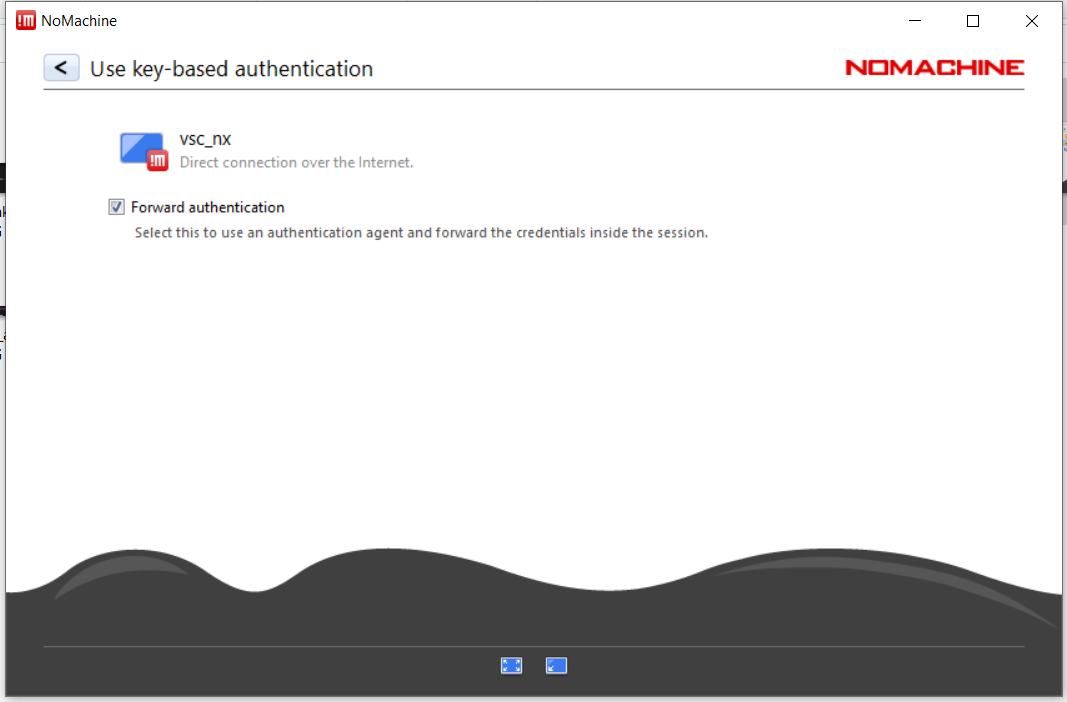 !M NoMachine
< Use key-based authentication
NOMACHINE
vsc_nx
!M
Direct connection over the Internet.
Forward authentication
Select this to use an authentication agent and forward the credentials inside the session.